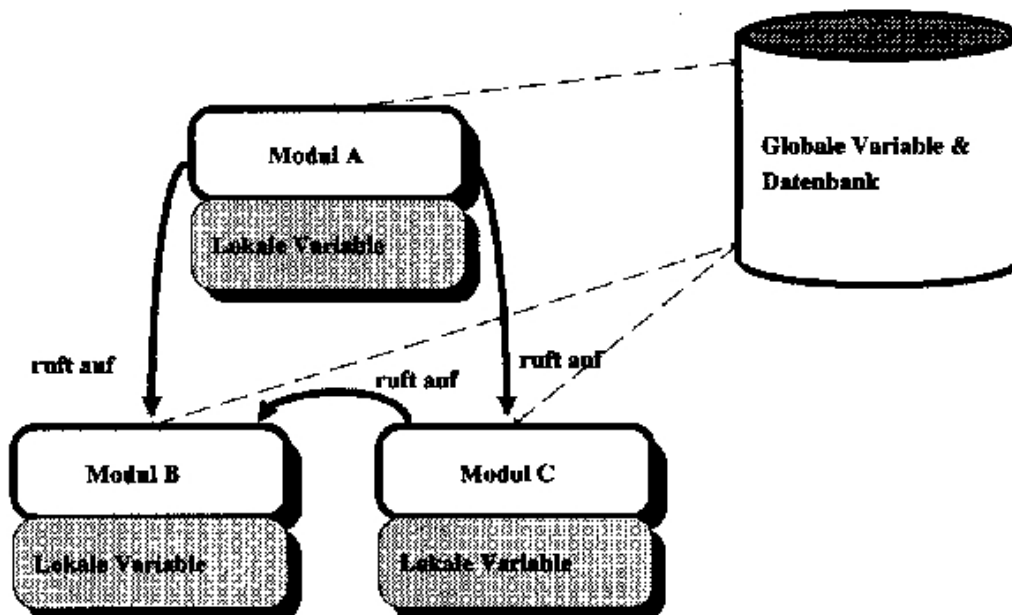 Modul A
Lokale Variable
Globale Variable &
Datenbank
ruft auf
ruft auf
ruft auf
Modul B
Lokale Variable
Modul C
Lokale Variable